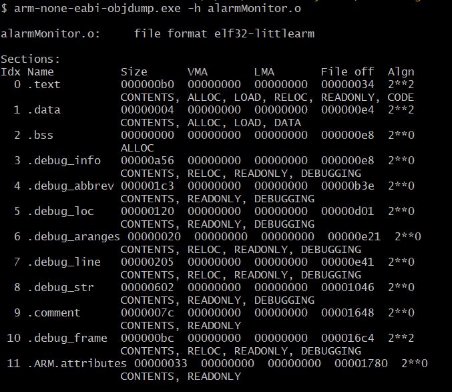 $ arm-none-eabi-objdump.exe -h alarmMonitor.o
alarmMonitor.o:     file format elf32-littlearm
Sections:
Idx Name          Size      VMA       LMA       File off  Algn
  0 .text         000000b0  00000000  00000000  00000034  2**2
                  CONTENTS, ALLOC, LOAD, RELOC, READONLY, CODE
  1 .data         00000004  00000000  00000000  000000e4  2**2
                  CONTENTS, ALLOC, LOAD, DATA
  2 .bss          00000000  00000000  00000000  000000e8  2**0
                  ALLOC
  3 .debug_info   00000a56  00000000  00000000  000000e8  2**0
                  CONTENTS, RELOC, READONLY, DEBUGGING
  4 .debug_abbrev 000001c3  00000000  00000000  00000b3e  2**0
                  CONTENTS, READONLY, DEBUGGING
  5 .debug_loc    00000120  00000000  00000000  00000d01  2**0
                  CONTENTS, READONLY, DEBUGGING
  6 .debug_aranges 00000020  00000000  00000000  00000e21  2**0
                  CONTENTS, RELOC, READONLY, DEBUGGING
  7 .debug_line   00000205  00000000  00000000  00000e41  2**0
                  CONTENTS, RELOC, READONLY, DEBUGGING
  8 .debug_str    00000602  00000000  00000000  00001046  2**0
                  CONTENTS, READONLY, DEBUGGING
  9 .comment      0000007c  00000000  00000000  00001648  2**0
                  CONTENTS, READONLY
 10 .debug_frame  000000bc  00000000  00000000  000016c4  2**2
                  CONTENTS, RELOC, READONLY, DEBUGGING
 11 .ARM.attributes 00000033  00000000  00000000  00001780  2**0
                  CONTENTS, READONLY